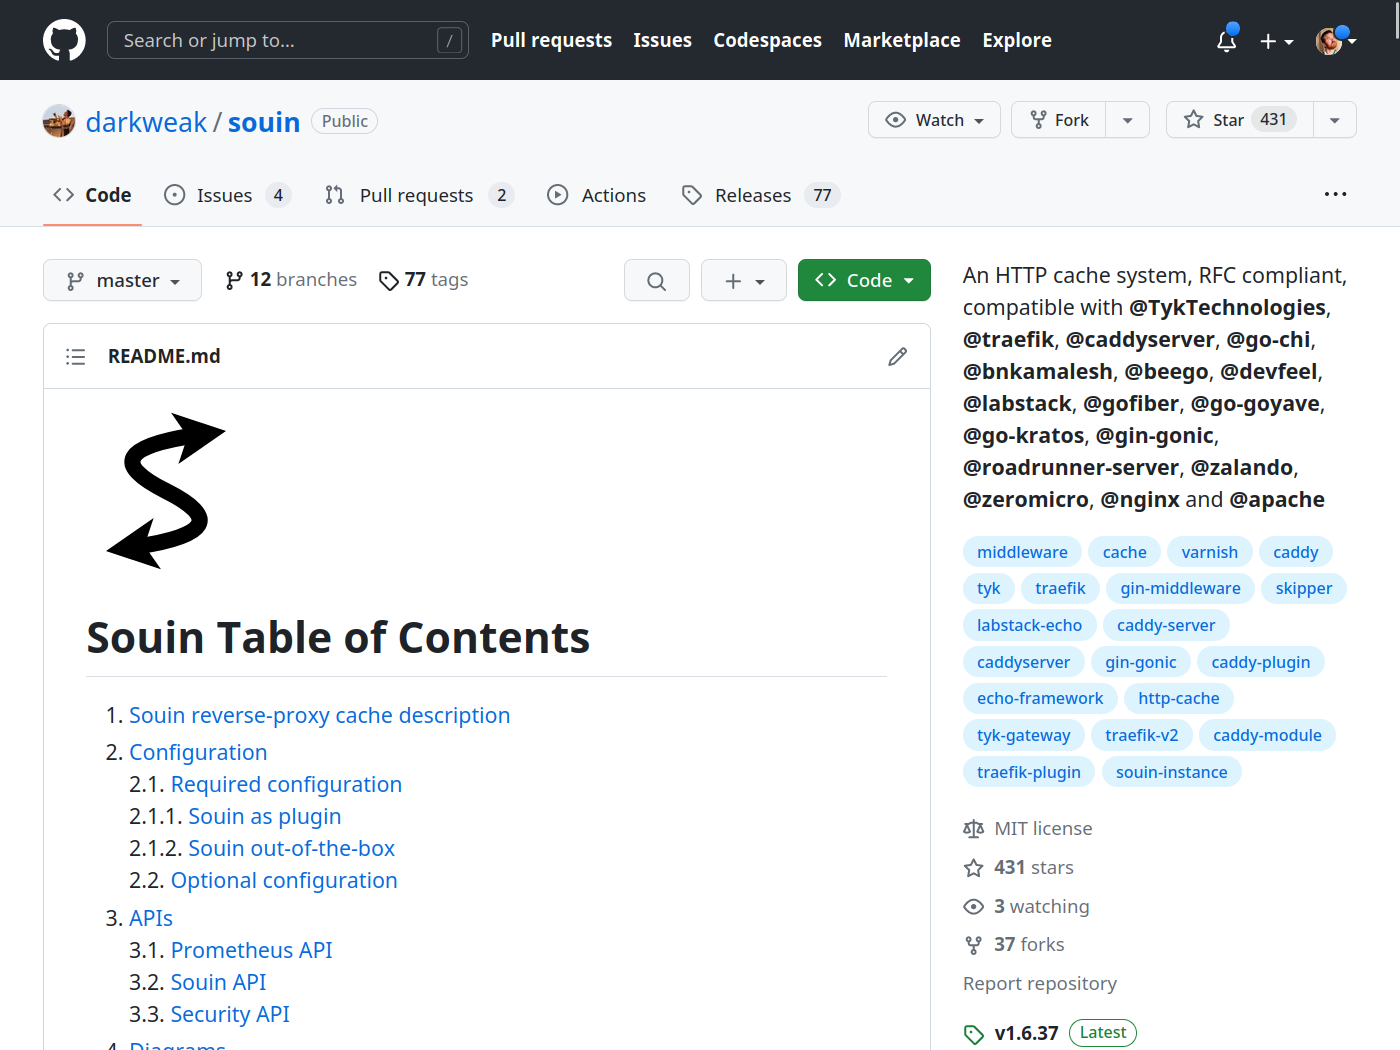 Search or jump to... /
Pull requests Issues Codespaces Marketplace Explore
darkweak / souin Public
Watch Fork Star 431
Code Issues 4 Pull requests 2 Actions Releases 77
master 12 branches 77 tags
+ Code
README.md
Souin Table of Contents
1. Souin reverse-proxy cache description
2. Configuration
2.1. Required configuration
2.1.1. Souin as plugin
2.1.2. Souin out-of-the-box
2.2. Optional configuration
3. APIs
3.1. Prometheus API
3.2. Souin API
3.3. Security API
4. Diagrams
An HTTP cache system, RFC compliant,
compatible with @TykTechnologies,
@traefik, @caddyserver, @go-chi,
@bnkamalesh, @beego, @devfeel,
@labstack, @gofiber, @go-goyave,
@go-kratos, @gin-gonic,
@roadrunner-server, @zalando,
@zeromicro, @nginx and @apache
middleware cache varnish caddy
tyk traefik gin-middleware skipper
labstack-echo caddy-server
caddyserver gin-gonic caddy-plugin
echo-framework http-cache
tyk-gateway traefik-v2 caddy-module
traefik-plugin souin-instance
MIT license
431 stars
3 watching
37 forks
Report repository
v1.6.37 Latest